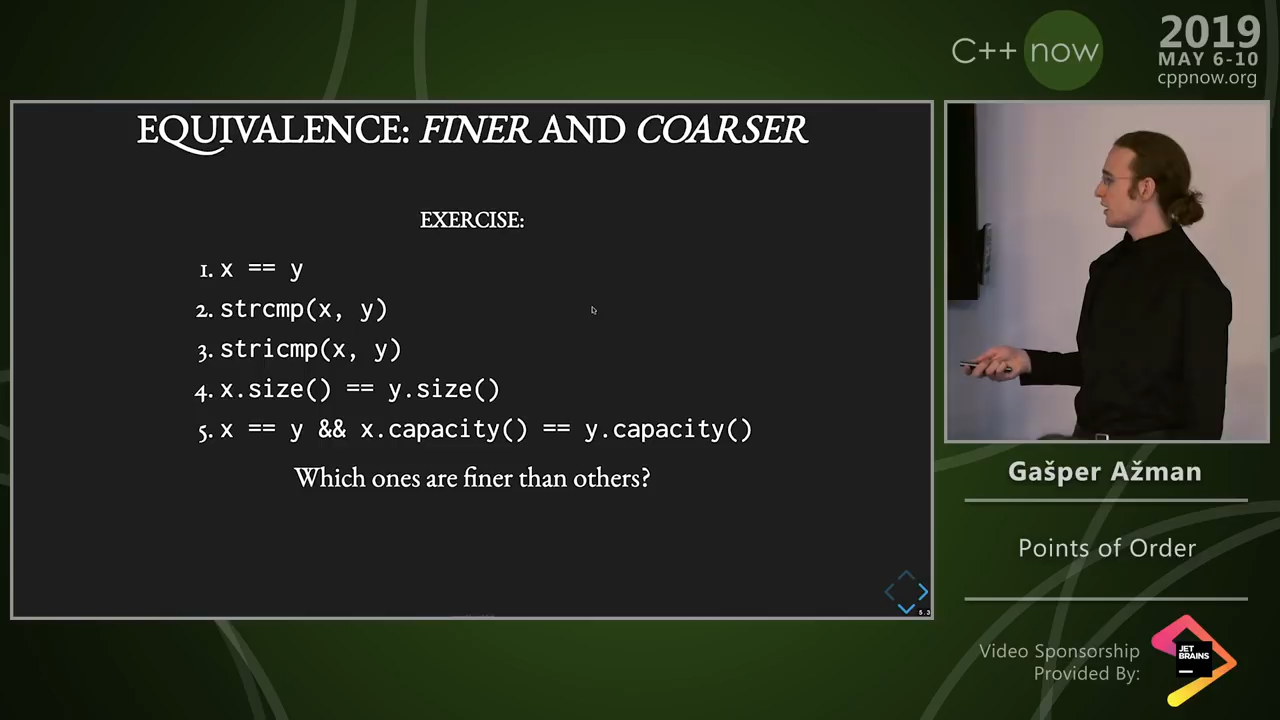 C++ now
2019
MAY 6-10
cppnow.org
EQUIVALENCE: FINER AND COARSER
EXERCISE:
1. x == y
2. strcmp(x, y)
3. stricmp(x, y)
4. x.size() == y.size()
5. x == y && x.capacity() == y.capacity()
Which ones are finer than others?
5.3
Gašper Ažman
Points of Order
Video Sponsorship
Provided By:
JET
BRAINS